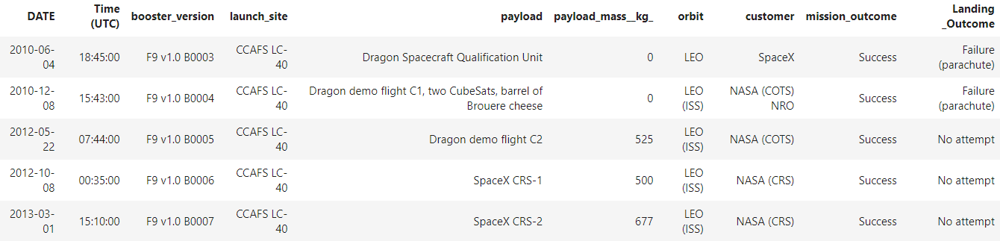 DATE Time (UTC) booster_version launch_site payload payload_mass__kg_ orbit customer mission_outcome Landing _Outcome
2010-06-04 18:45:00 F9 v1.0 B0003 CCAFS LC-40 Dragon Spacecraft Qualification Unit 0 LEO SpaceX Success Failure (parachute)
2010-12-08 15:43:00 F9 v1.0 B0004 CCAFS LC-40 Dragon demo flight C1, two CubeSats, barrel of Brouere cheese 0 LEO (ISS) NASA (COTS) NRO Success Failure (parachute)
2012-05-22 07:44:00 F9 v1.0 B0005 CCAFS LC-40 Dragon demo flight C2 525 LEO (ISS) NASA (COTS) Success No attempt
2012-10-08 00:35:00 F9 v1.0 B0006 CCAFS LC-40 SpaceX CRS-1 500 LEO (ISS) NASA (CRS) Success No attempt
2013-03-01 15:10:00 F9 v1.0 B0007 CCAFS LC-40 SpaceX CRS-2 677 LEO (ISS) NASA (CRS) Success No attempt